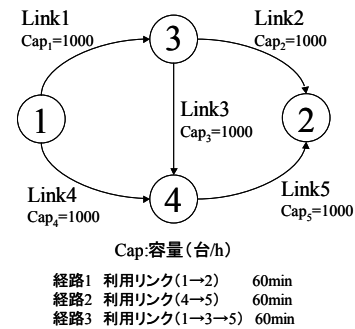 Link1
Cap1=1000
3
Link2
Cap2=1000
1
Link3
Cap3=1000
2
Link4
Cap4=1000
4
Link5
Cap5=1000
Cap:容量(台/h)
経路1 利用リンク(1→2) 60min
経路2 利用リンク(4→5) 60min
経路3 利用リンク(1→3→5) 60min